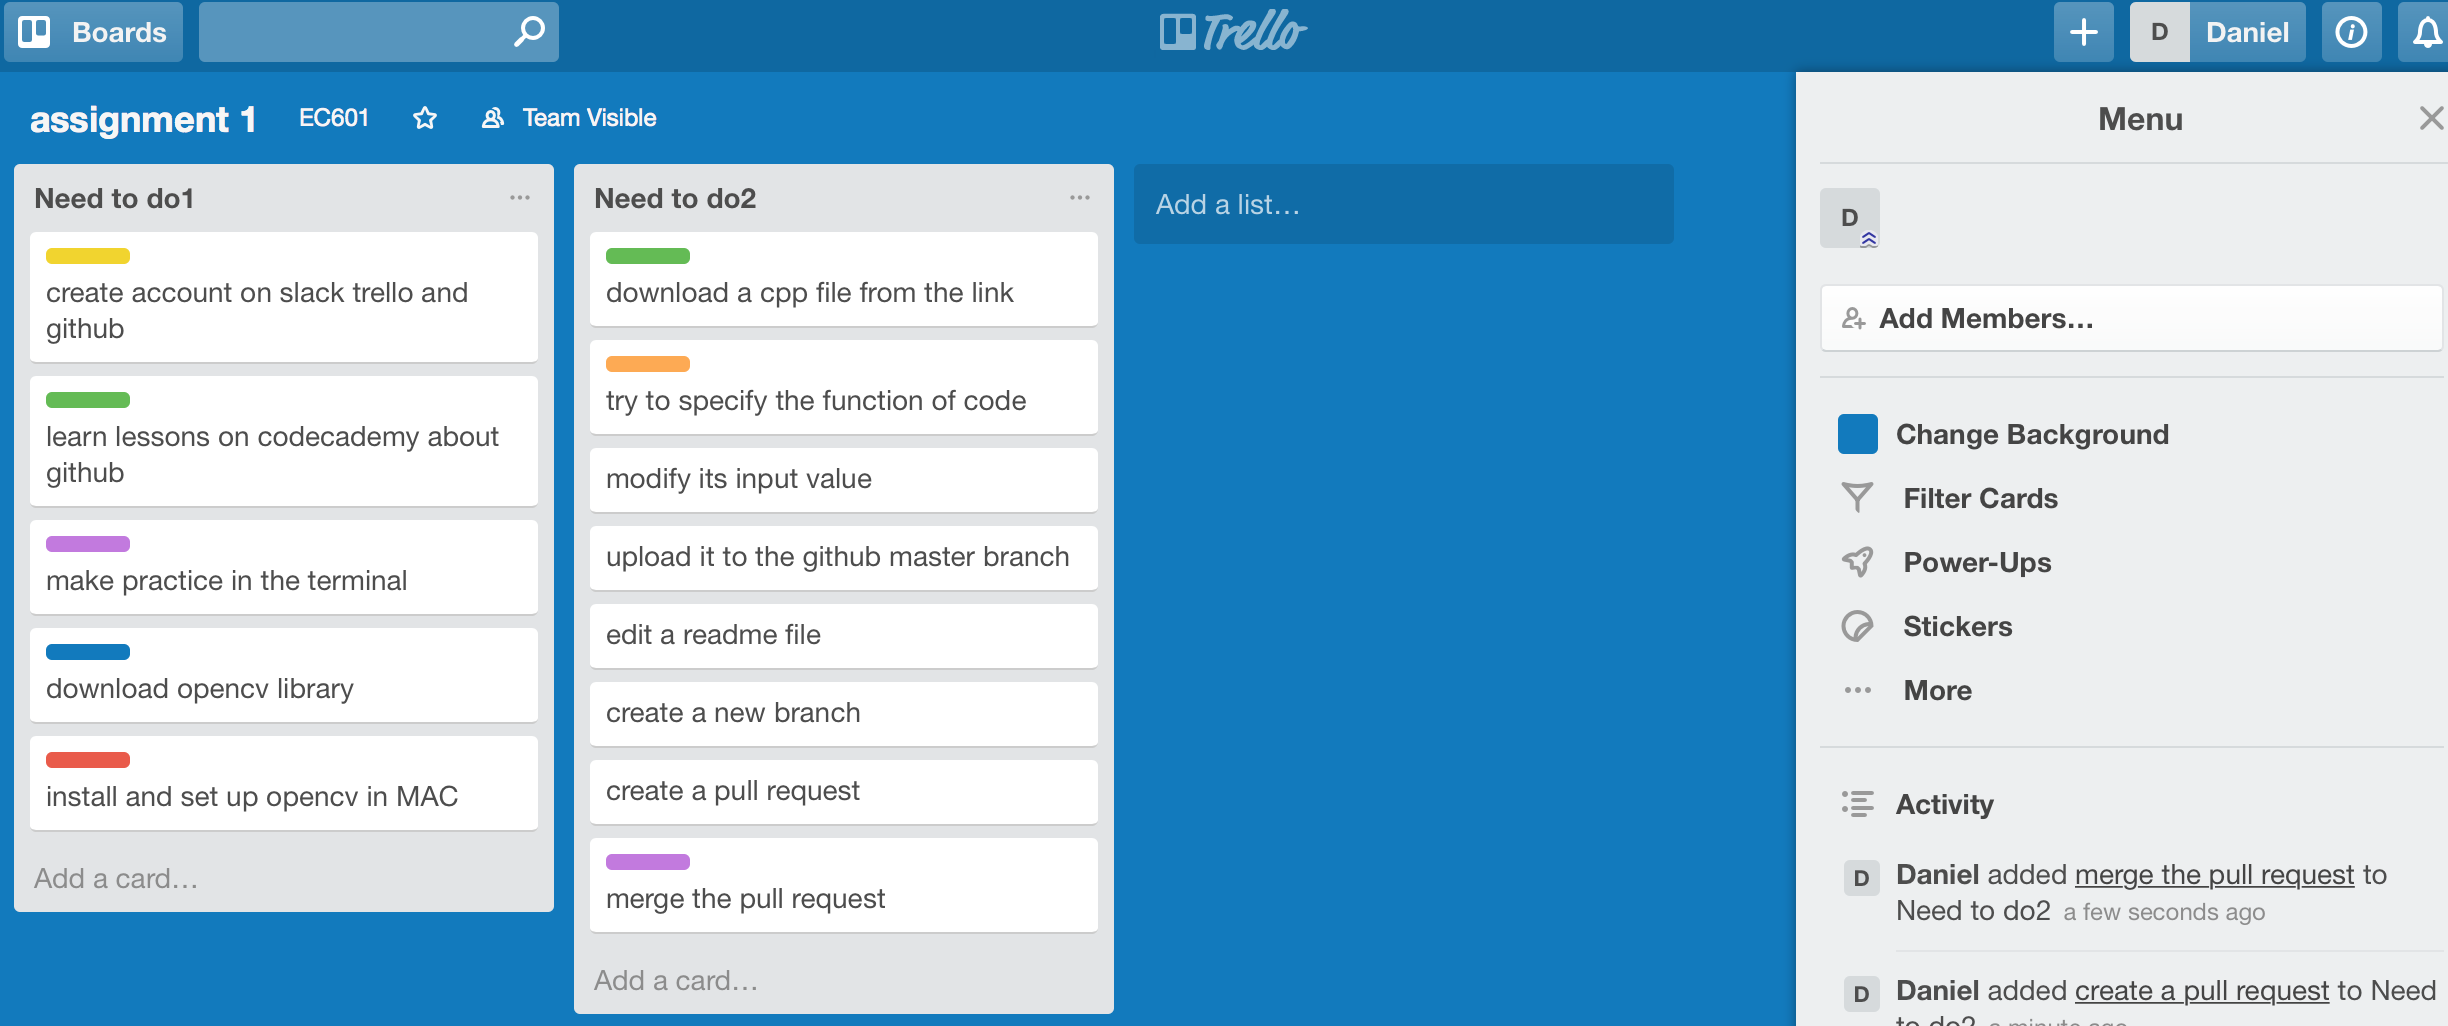 Boards
Trello
D
Daniel
assignment 1
EC601
Team Visible
Need to do1
create account on slack trello and
github
learn lessons on codecademy about
github
make practice in the terminal
download opencv library
install and set up opencv in MAC
Add a card…
Need to do2
download a cpp file from the link
try to specify the function of code
modify its input value
upload it to the github master branch
edit a readme file
create a new branch
create a pull request
merge the pull request
Add a card…
Add a list…
Menu
D
Add Members…
Change Background
Filter Cards
Power-Ups
Stickers
More
Activity
D
Daniel added merge the pull request to
Need to do2 a few seconds ago
D
Daniel added create a pull request to Need
to do2 a minute ago